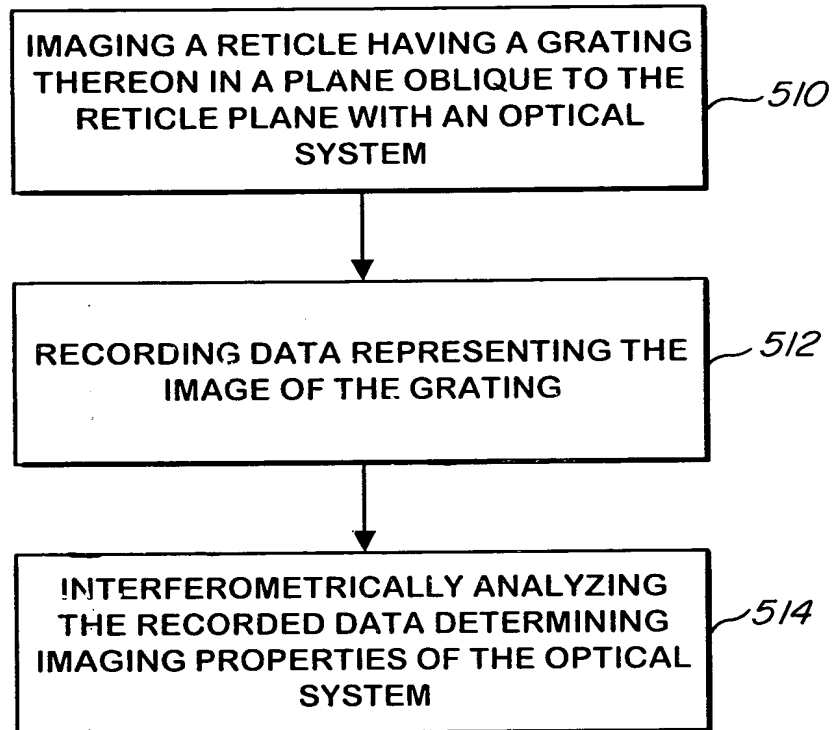 IMAGING A RETICLE HAVING A GRATING
THEREON IN A PLANE OBLIQUE TO THE
RETICLE PLANE WITH AN OPTICAL
SYSTEM
510
RECORDING DATA REPRESENTING THE
IMAGE OF THE GRATING
512
INTERFEROMETRICALLY ANALYZING
THE RECORDED DATA DETERMINING
IMAGING PROPERTIES OF THE OPTICAL
SYSTEM
514